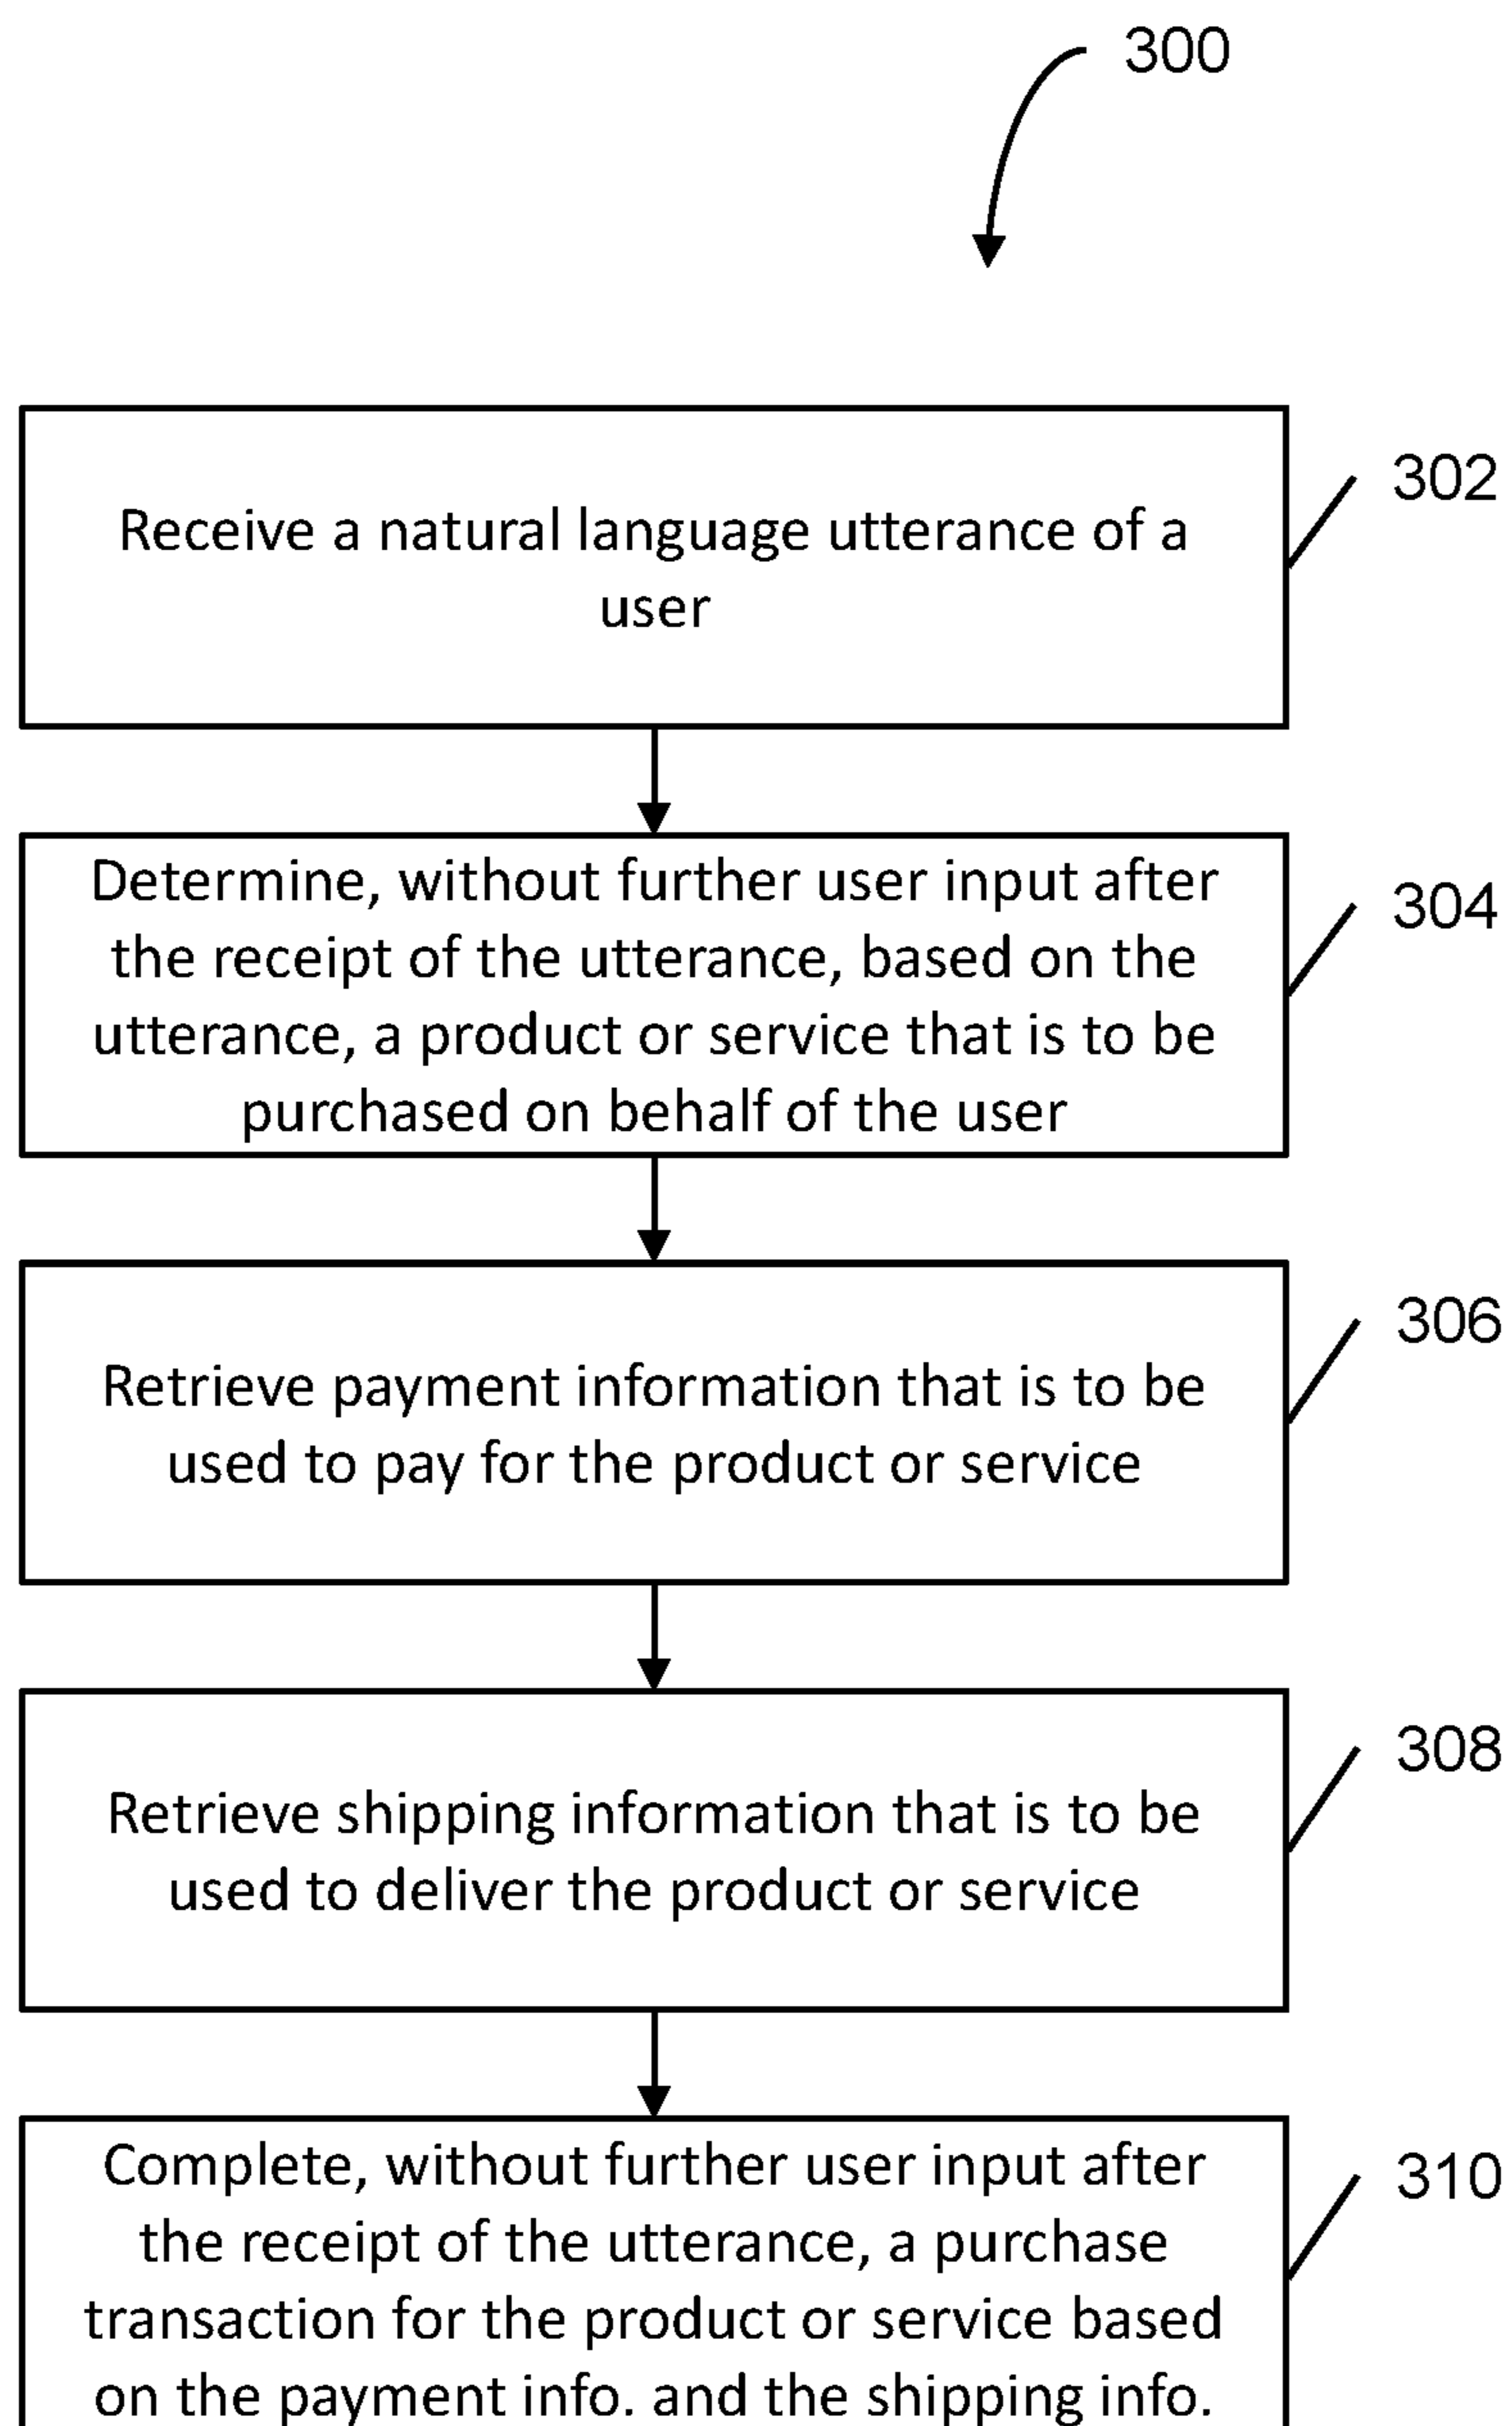 300
302
Receive a natural language utterance of a
user
304
Determine, without further user input after
the receipt of the utterance, based on the
utterance, a product or service that is to be
purchased on behalf of the user
306
Retrieve payment information that is to be
used to pay for the product or service
308
Retrieve shipping information that is to be
used to deliver the product or service
310
Complete, without further user input after
the receipt of the utterance, a purchase
transaction for the product or service based
on the payment info. and the shipping info.